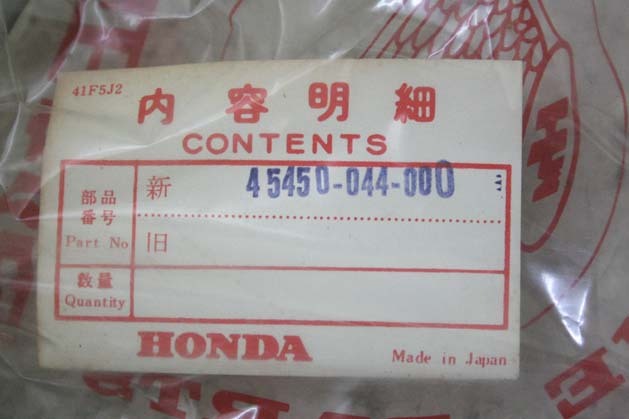 41F5J2
内容明細
CONTENTS
部品番号 Part No
新 45450-044-000
旧
数量 Quantity
HONDA
Made in Japan